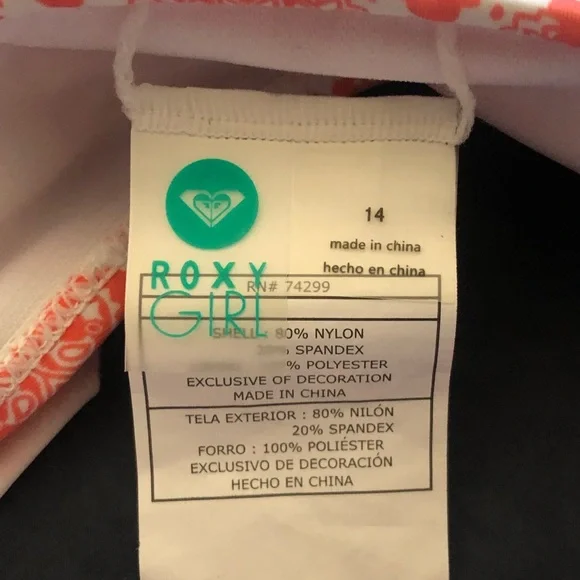 14
made in china
hecho en china
ROXY
GIRL
RN# 74299
SHELL : 80% NYLON
% SPANDEX
% POLYESTER
EXCLUSIVE OF DECORATION
MADE IN CHINA
TELA EXTERIOR : 80% NILÓN
20% SPANDEX
FORRO : 100% POLIÉSTER
EXCLUSIVO DE DECORACIÓN
HECHO EN CHINA